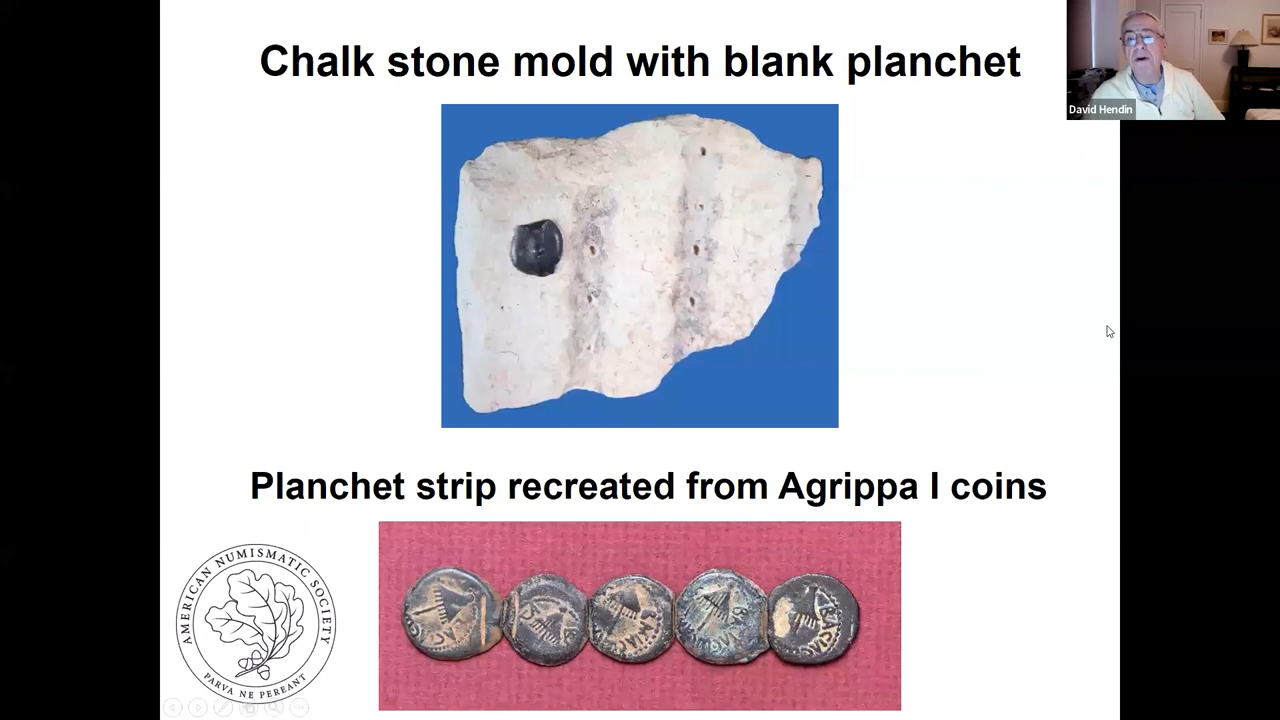 Chalk stone mold with blank planchet
David Hendin
Planchet strip recreated from Agrippa I coins
AMERICAN NUMISMATIC SOCIETY
PARVA NE PEREANT